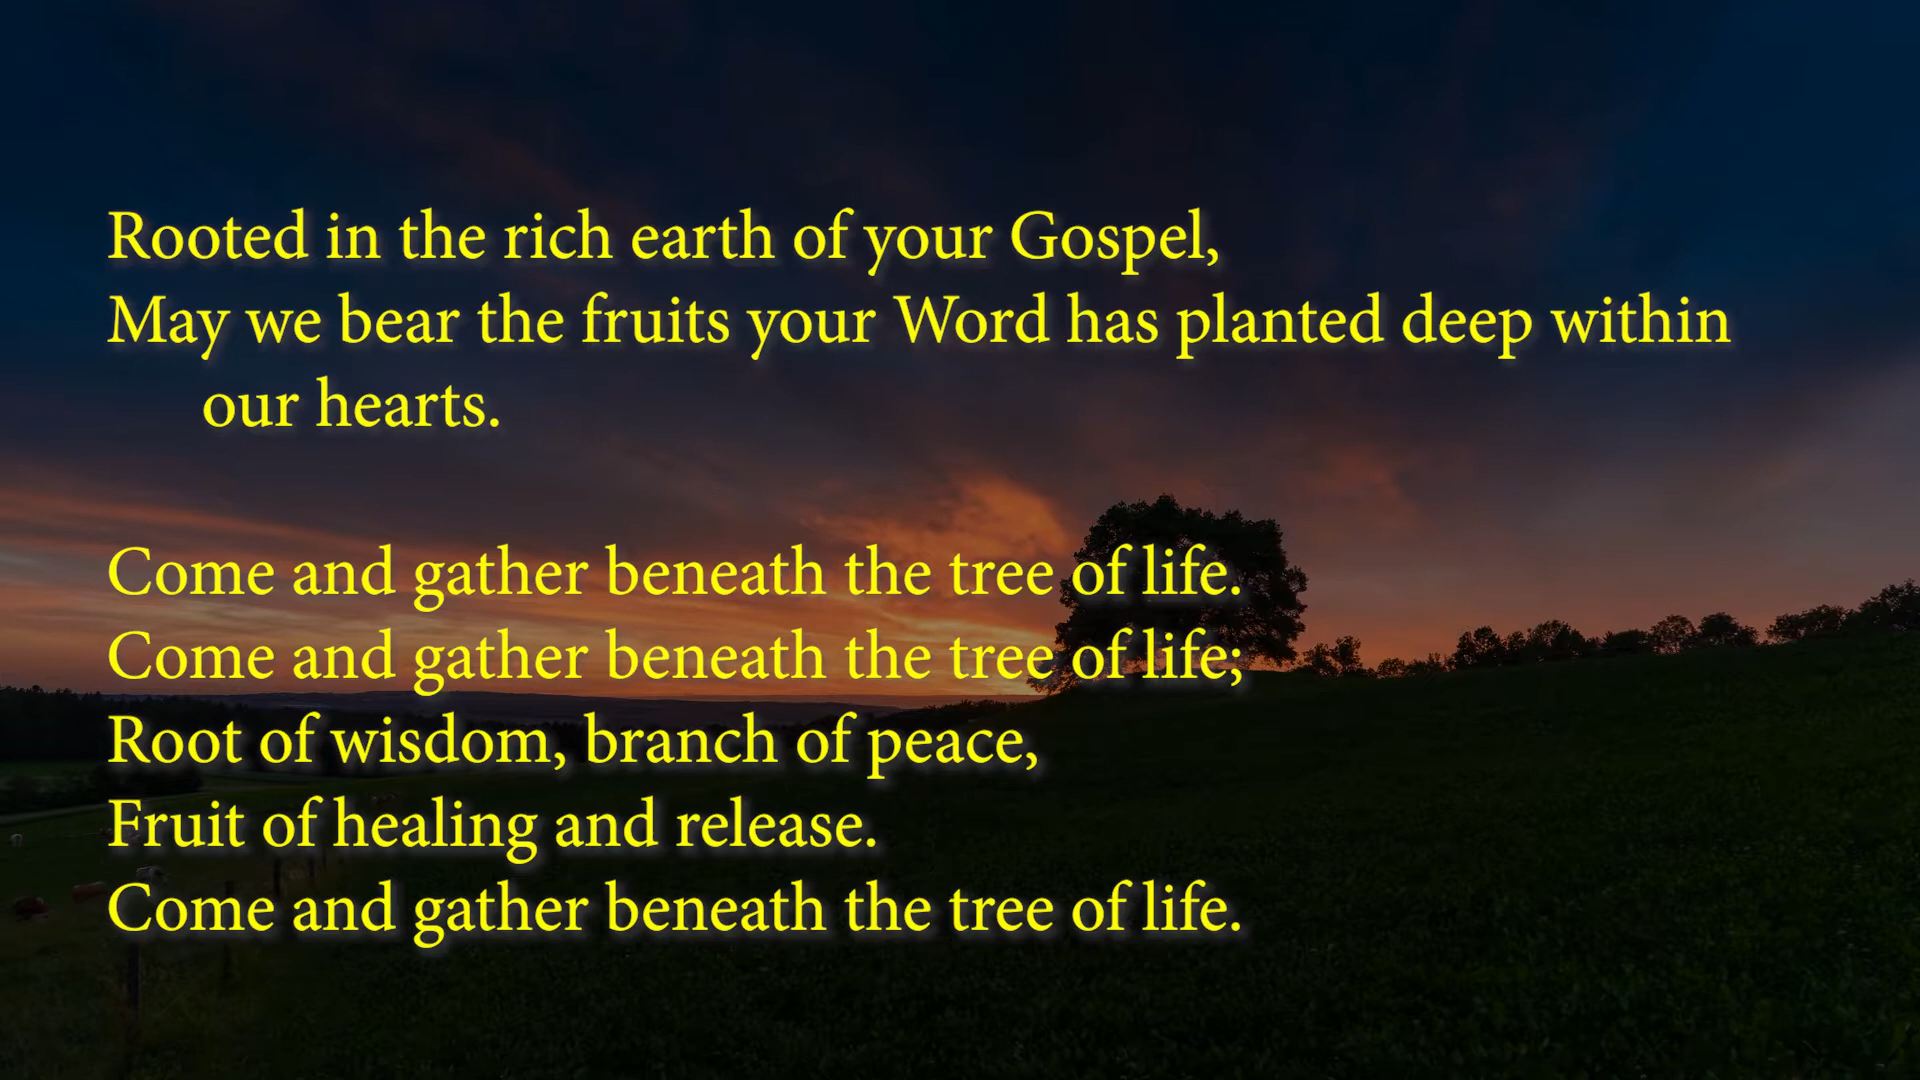 Rooted in the rich earth of your Gospel,
May we bear the fruits your Word has planted deep within
our hearts.
Come and gather beneath the tree of life.
Come and gather beneath the tree of life;
Root of wisdom, branch of peace,
Fruit of healing and release.
Come and gather beneath the tree of life.